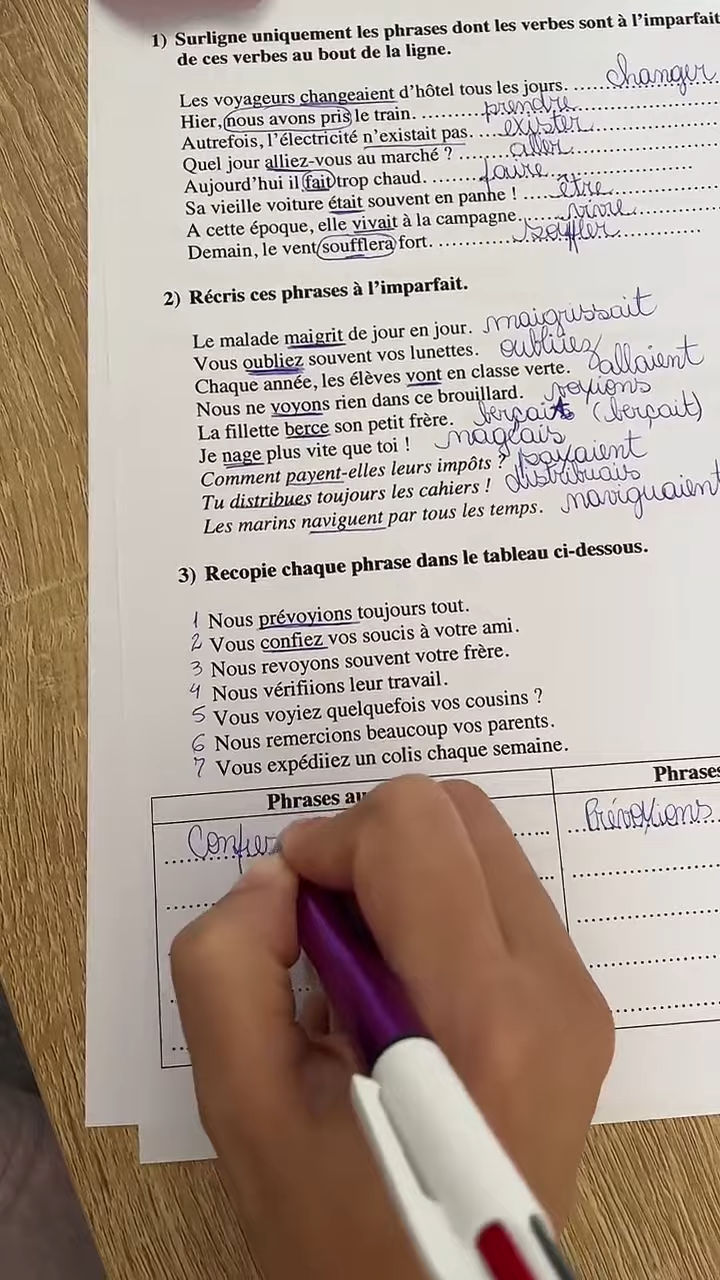 1) Surligne uniquement les phrases dont les verbes sont à l'imparfait
de ces verbes au bout de la ligne.
Les voyageurs changeaient d'hôtel tous les jours. changer
Hier, nous avons pris le train. prendre
Autrefois, l'électricité n'existait pas. exister
Quel jour alliez-vous au marché ? aller
Aujourd'hui il fait trop chaud. faire
Sa vieille voiture était souvent en panne ! être
A cette époque, elle vivait à la campagne. vivre
Demain, le vent soufflera fort. souffler
2) Récris ces phrases à l'imparfait.
Le malade maigrit de jour en jour. maigrissait
Vous oubliez souvent vos lunettes. oubliiez
Chaque année, les élèves vont en classe verte. allaient
Nous ne voyons rien dans ce brouillard. voyions
La fillette berce son petit frère. (berçait)
Je nage plus vite que toi ! nageais
Comment payent-elles leurs impôts ? payaient
Tu distribues toujours les cahiers ! distribuais
Les marins naviguent par tous les temps. naviguaient
3) Recopie chaque phrase dans le tableau ci-dessous.
1 Nous prévoyions toujours tout.
2 Vous confiez vos soucis à votre ami.
3 Nous revoyons souvent votre frère.
4 Nous vérifiions leur travail.
5 Vous voyiez quelquefois vos cousins ?
6 Nous remercions beaucoup vos parents.
7 Vous expédiiez un colis chaque semaine.
Phrases au Phrases
Prévoyions